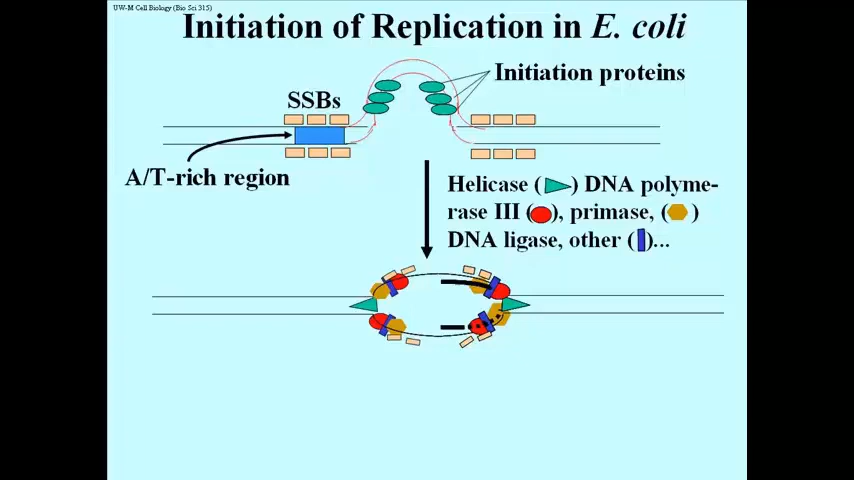 UW-M Cell Biology (Bio Sci 315)
Initiation of Replication in E. coli
Initiation proteins
SSBs
A/T-rich region
Helicase ( ) DNA polyme-
rase III ( ), primase, ( )
DNA ligase, other ( )...